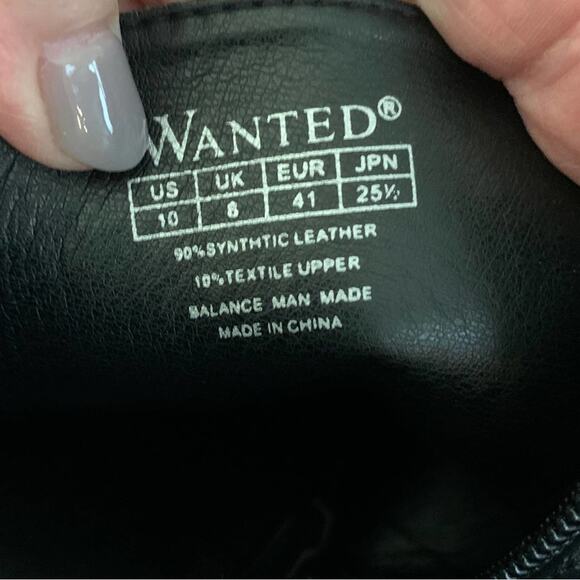 WANTED®
US UK EUR JPN
10 8 41 25½
90%SYNTHTIC LEATHER
10%TEXTILE UPPER
BALANCE MAN MADE
MADE IN CHINA